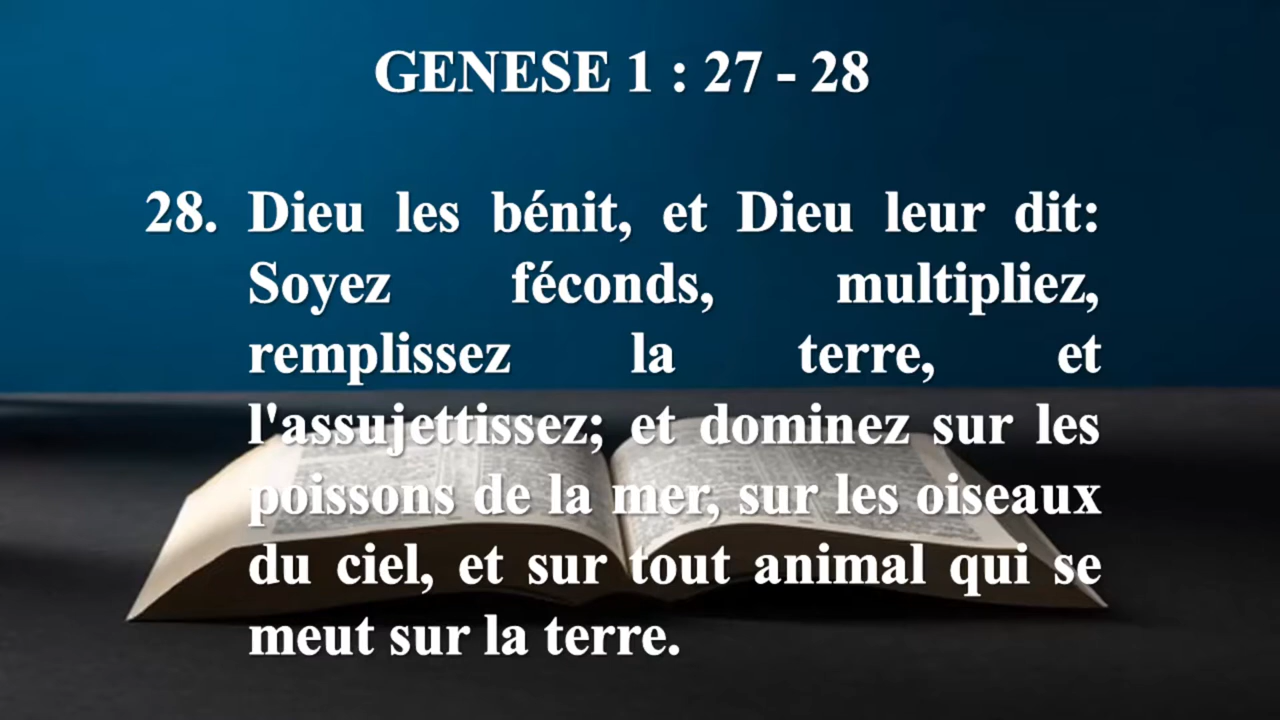 GENESE 1 : 27 - 28
28. Dieu les bénit, et Dieu leur dit:
Soyez féconds, multipliez,
remplissez la terre, et
l'assujettissez; et dominez sur les
poissons de la mer, sur les oiseaux
du ciel, et sur tout animal qui se
meut sur la terre.